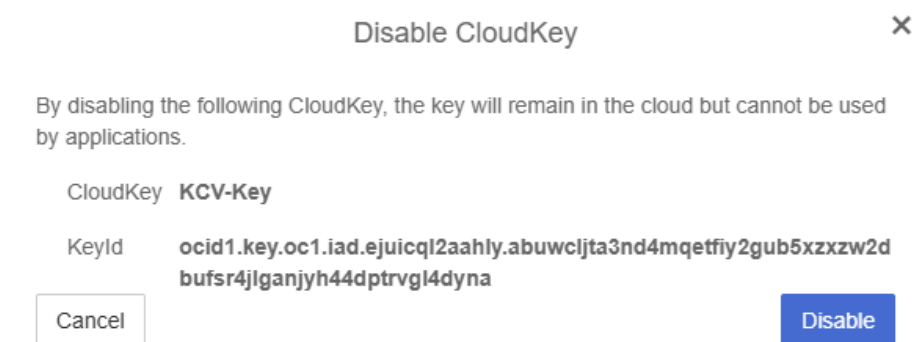 Disable CloudKey
By disabling the following CloudKey, the key will remain in the cloud but cannot be used
by applications.
CloudKey KCV-Key
KeyId ocid1.key.oc1.iad.ejuicql2aahly.abuwcljta3nd4mqetfiy2gub5xzxzw2d
bufsr4jlganjyh44dptrvgl4dyna
Cancel Disable